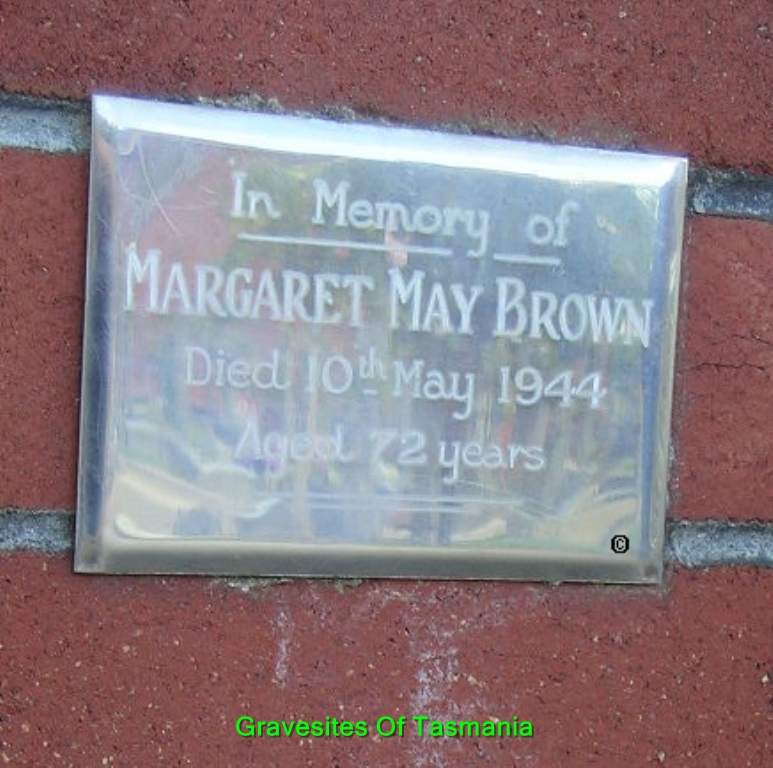 In Memory of
MARGARET MAY BROWN
Died 10th May 1944
Aged 72 years
©
Gravesites Of Tasmania